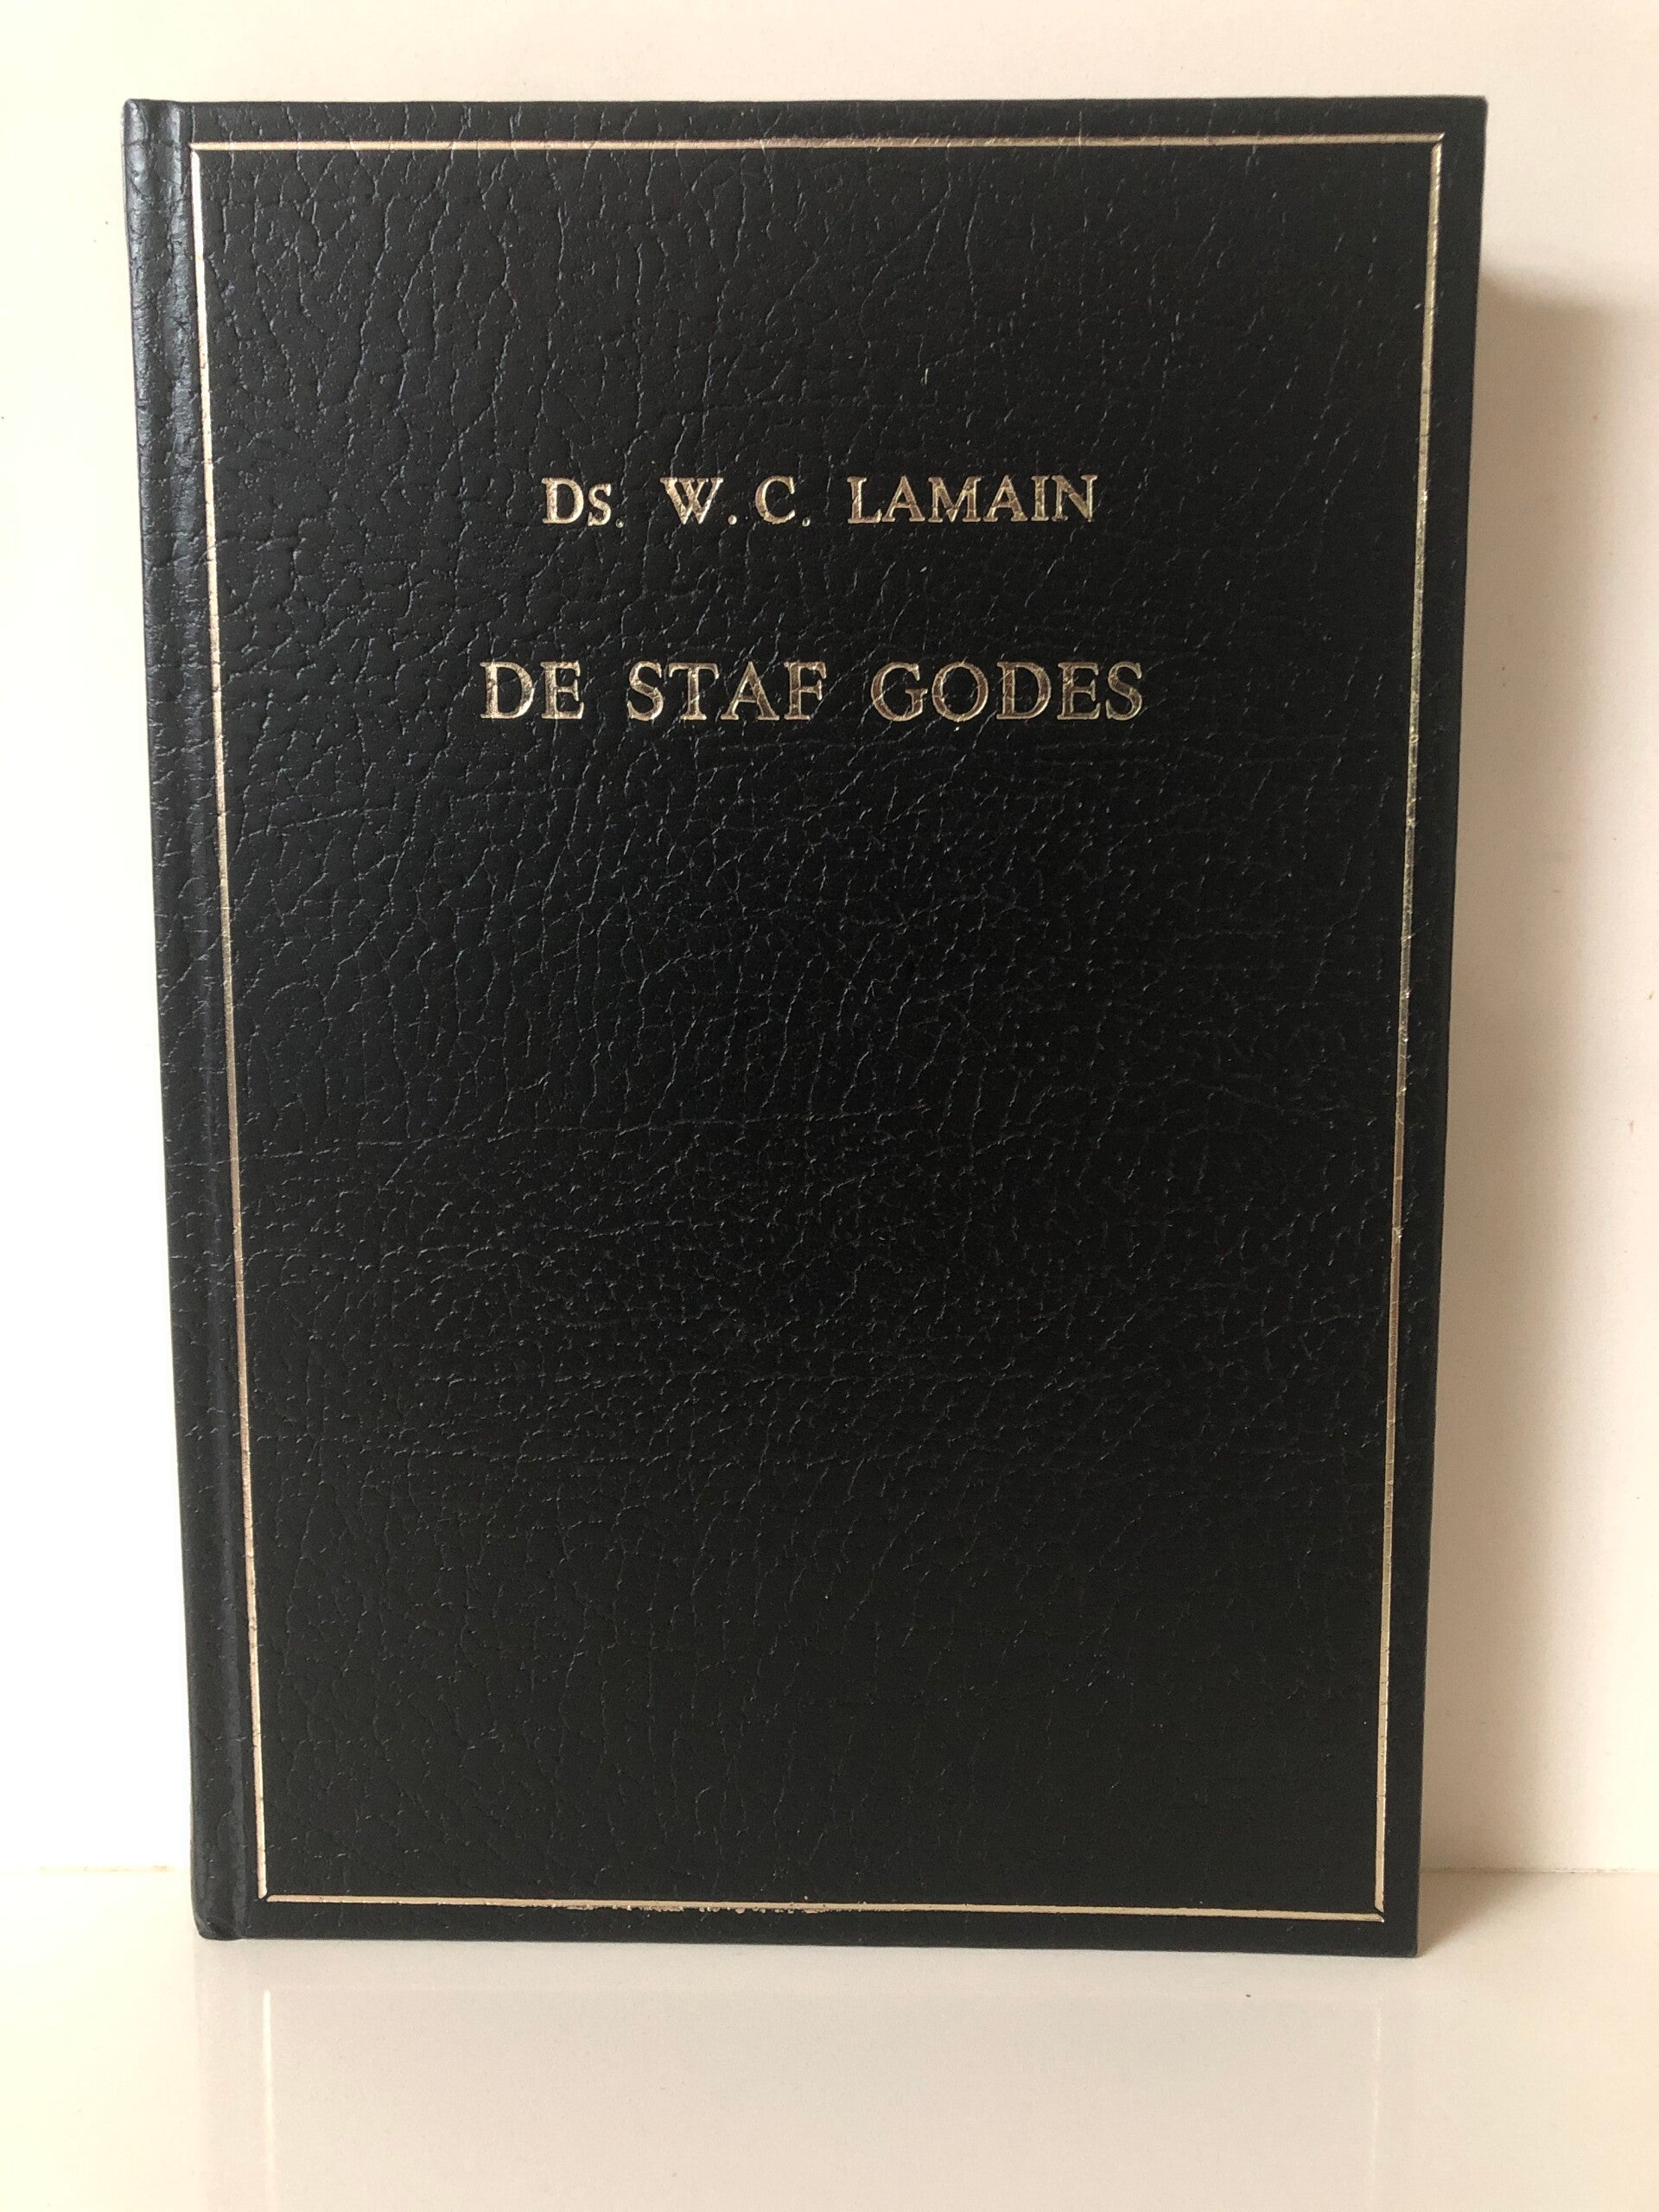 Ds. W. C. LAMAIN
DE STAF GODES